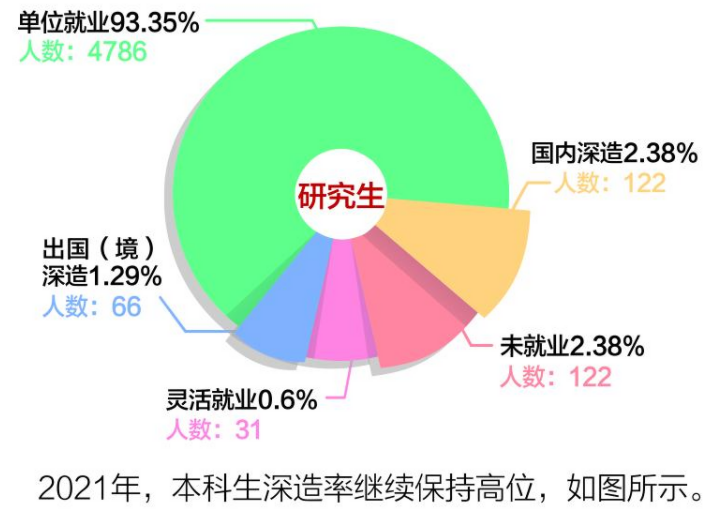 单位就业93.35%
人数：4786
国内深造2.38%
人数：122
研究生
出国（境）
深造1.29%
人数：66
未就业2.38%
人数：122
灵活就业0.6%
人数：31
2021年，本科生深造率继续保持高位，如图所示。